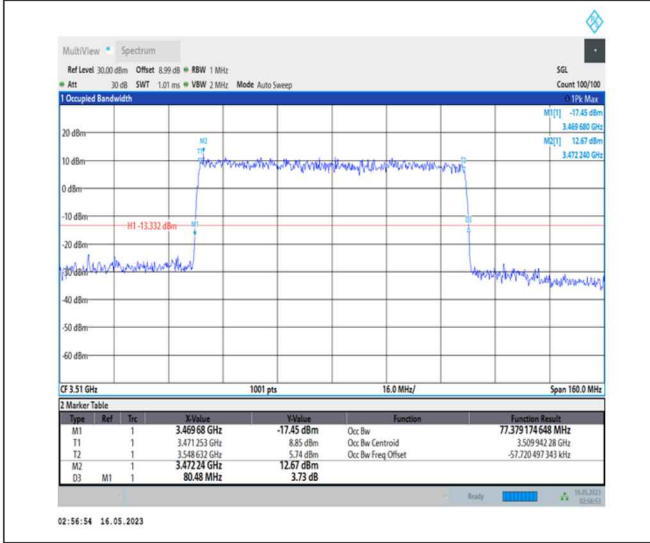 MultiView Spectrum
Ref Level 30.00 dBm Offset 8.99 dB RBW 1 MHz SGL
Att 30 dB SWT 1.01 ms VBW 2 MHz Mode Auto Sweep Count 100/100
1 Occupied Bandwidth 1Pk Max
M1[1] -17.45 dBm
3.469 680 GHz
M2[1] 12.67 dBm
3.472 240 GHz
20 dBm
M2
T1
T2
10 dBm
0 dBm
-10 dBm
H1 -13.332 dBm
M1
D3
-20 dBm
-30 dBm
-40 dBm
-50 dBm
-60 dBm
CF 3.51 GHz 1001 pts 16.0 MHz/ Span 160.0 MHz
2 Marker Table
Type Ref Trc X-Value Y-Value Function Function Result
M1 1 3.469 68 GHz -17.45 dBm Occ Bw 77.379 174 648 MHz
T1 1 3.471 253 GHz 8.85 dBm Occ Bw Centroid 3.509 942 28 GHz
T2 1 3.548 632 GHz 5.74 dBm Occ Bw Freq Offset -57.720 497 343 kHz
M2 1 3.472 24 GHz 12.67 dBm
D3 M1 1 80.48 MHz 3.73 dB
Ready 16.05.2023
02:56:53
02:56:54 16.05.2023